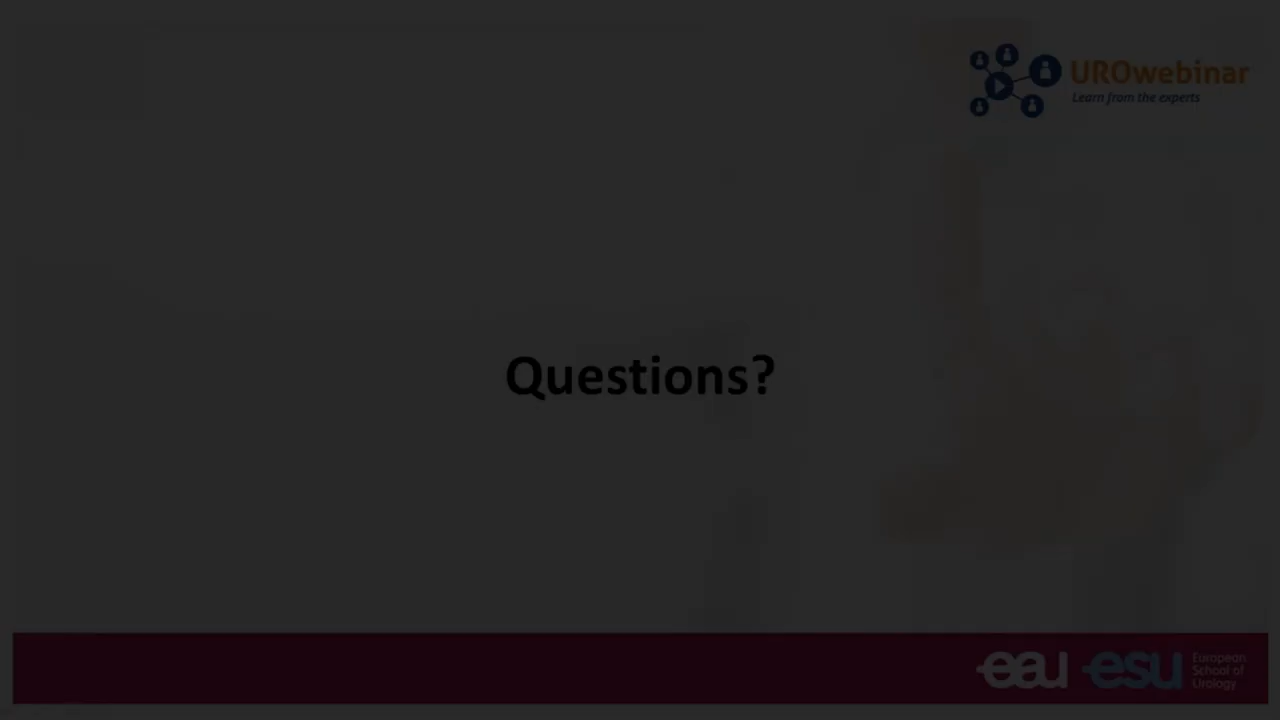 UROwebinar
Learn from the experts
Questions?
eau esu
European
School of
Urology